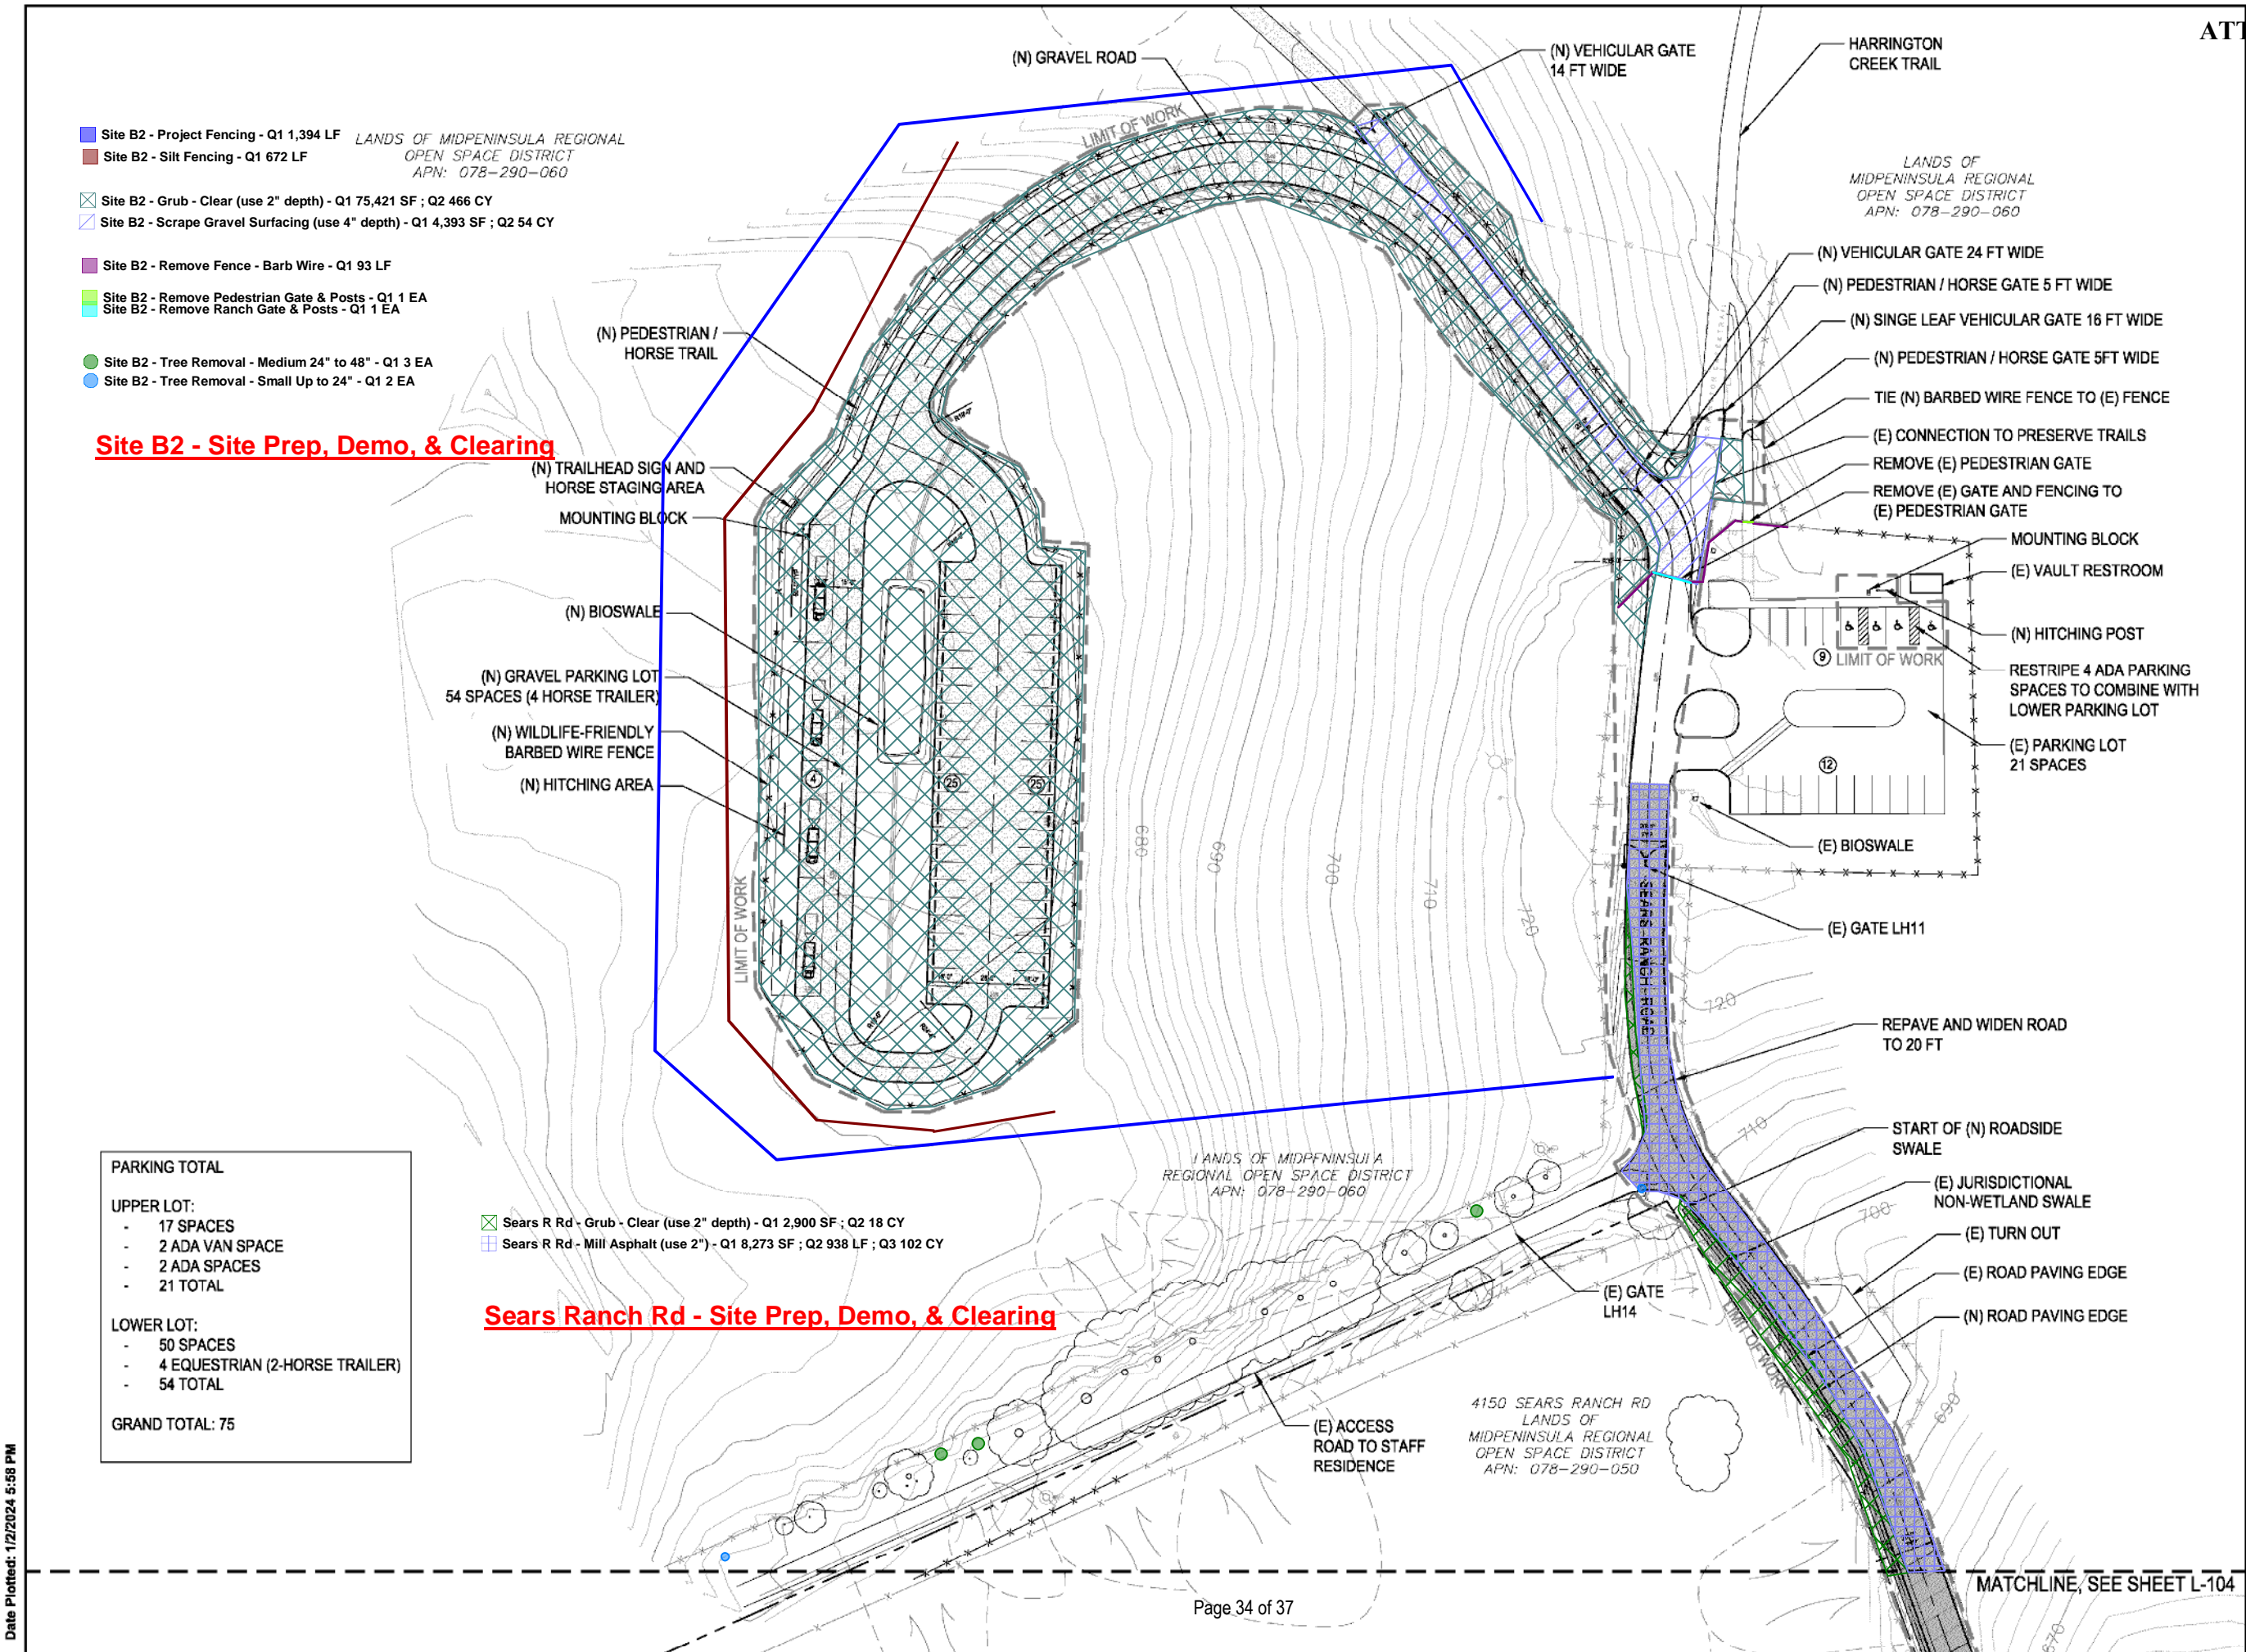 ATT
(N) GRAVEL ROAD
(N) VEHICULAR GATE
14 FT WIDE
HARRINGTON
CREEK TRAIL
Site B2 - Project Fencing - Q1 1,394 LF
Site B2 - Silt Fencing - Q1 672 LF
LANDS OF MIDPENINSULA REGIONAL
OPEN SPACE DISTRICT
APN: 078-290-060
Site B2 - Grub - Clear (use 2" depth) - Q1 75,421 SF ; Q2 466 CY
Site B2 - Scrape Gravel Surfacing (use 4" depth) - Q1 4,393 SF ; Q2 54 CY
Site B2 - Remove Fence - Barb Wire - Q1 93 LF
Site B2 - Remove Pedestrian Gate & Posts - Q1 1 EA
Site B2 - Remove Ranch Gate & Posts - Q1 1 EA
Site B2 - Tree Removal - Medium 24" to 48" - Q1 3 EA
Site B2 - Tree Removal - Small Up to 24" - Q1 2 EA
Site B2 - Site Prep, Demo, & Clearing
LIMIT OF WORK
LANDS OF
MIDPENINSULA REGIONAL
OPEN SPACE DISTRICT
APN: 078-290-060
(N) VEHICULAR GATE 24 FT WIDE
(N) PEDESTRIAN / HORSE GATE 5 FT WIDE
(N) SINGE LEAF VEHICULAR GATE 16 FT WIDE
(N) PEDESTRIAN / HORSE GATE 5FT WIDE
TIE (N) BARBED WIRE FENCE TO (E) FENCE
(E) CONNECTION TO PRESERVE TRAILS
REMOVE (E) PEDESTRIAN GATE
REMOVE (E) GATE AND FENCING TO
(E) PEDESTRIAN GATE
MOUNTING BLOCK
(E) VAULT RESTROOM
(N) HITCHING POST
RESTRIPE 4 ADA PARKING
SPACES TO COMBINE WITH
LOWER PARKING LOT
(E) PARKING LOT
21 SPACES
(E) BIOSWALE
(E) GATE LH11
REPAVE AND WIDEN ROAD
TO 20 FT
START OF (N) ROADSIDE
SWALE
(E) JURISDICTIONAL
NON-WETLAND SWALE
(E) TURN OUT
(E) ROAD PAVING EDGE
(N) ROAD PAVING EDGE
(N) PEDESTRIAN /
HORSE TRAIL
(N) TRAILHEAD SIGN AND
HORSE STAGING AREA
MOUNTING BLOCK
(N) BIOSWALE
(N) GRAVEL PARKING LOT
54 SPACES (4 HORSE TRAILER)
(N) WILDLIFE-FRIENDLY
BARBED WIRE FENCE
(N) HITCHING AREA
4
25
25
9
LIMIT OF WORK
12
680
690
700
710
720
SEARS RANCH ROAD
LIMIT OF WORK
720
710
700
690
670
LANDS OF MIDPENINSULA
REGIONAL OPEN SPACE DISTRICT
APN: 078-290-060
PARKING TOTAL
UPPER LOT:
- 17 SPACES
- 2 ADA VAN SPACE
- 2 ADA SPACES
- 21 TOTAL
LOWER LOT:
- 50 SPACES
- 4 EQUESTRIAN (2-HORSE TRAILER)
- 54 TOTAL
GRAND TOTAL: 75
Sears R Rd - Grub - Clear (use 2" depth) - Q1 2,900 SF ; Q2 18 CY
Sears R Rd - Mill Asphalt (use 2") - Q1 8,273 SF ; Q2 938 LF ; Q3 102 CY
Sears Ranch Rd - Site Prep, Demo, & Clearing
(E) GATE
LH14
LIMIT OF WORK
(E) ACCESS
ROAD TO STAFF
RESIDENCE
4150 SEARS RANCH RD
LANDS OF
MIDPENINSULA REGIONAL
OPEN SPACE DISTRICT
APN: 078-290-050
MATCHLINE, SEE SHEET L-104
Page 34 of 37
Date Plotted: 1/2/2024 5:58 PM